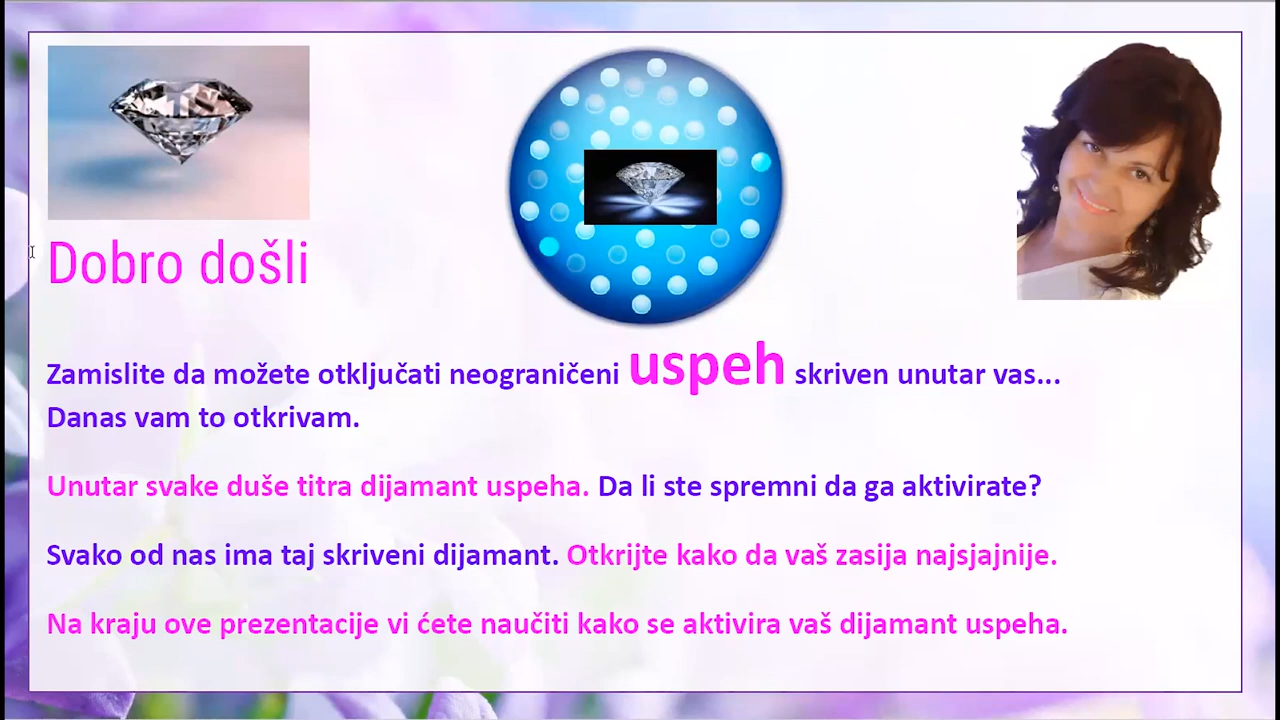 Dobro došli
Zamislite da možete otključati neograničeni uspeh skriven unutar vas...
Danas vam to otkrivam.
Unutar svake duše titra dijamant uspeha. Da li ste spremni da ga aktivirate?
Svako od nas ima taj skriveni dijamant. Otkrijte kako da vaš zasija najsjajnije.
Na kraju ove prezentacije vi ćete naučiti kako se aktivira vaš dijamant uspeha.